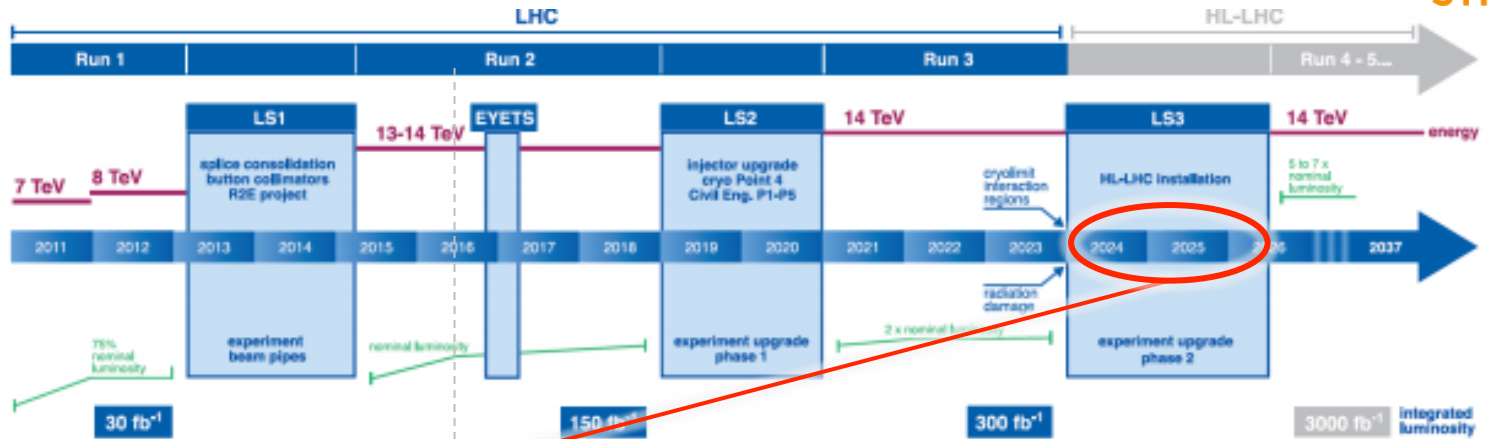 LHC
HL-LHC
Run 1
Run 2
Run 3
Run 4 - 5...
LS1
EYETS
LS2
14 TeV
LS3
14 TeV
13-14 TeV
energy
splice consolidation
button collimators
R2E project
injector upgrade
cryo Point 4
Civil Eng. P1-P5
cryolimit
interaction
regions
HL-LHC installation
5 to 7 x
nominal
luminosity
7 TeV
8 TeV
2011
2012
2013
2014
2015
2016
2017
2018
2019
2020
2021
2022
2023
2024
2025
2026
2037
radiation
damage
75%
nominal
luminosity
experiment
beam pipes
nominal luminosity
experiment upgrade
phase 1
2 x nominal luminosity
experiment upgrade
phase 2
30 fb⁻¹
150 fb⁻¹
300 fb⁻¹
3000 fb⁻¹
integrated
luminosity